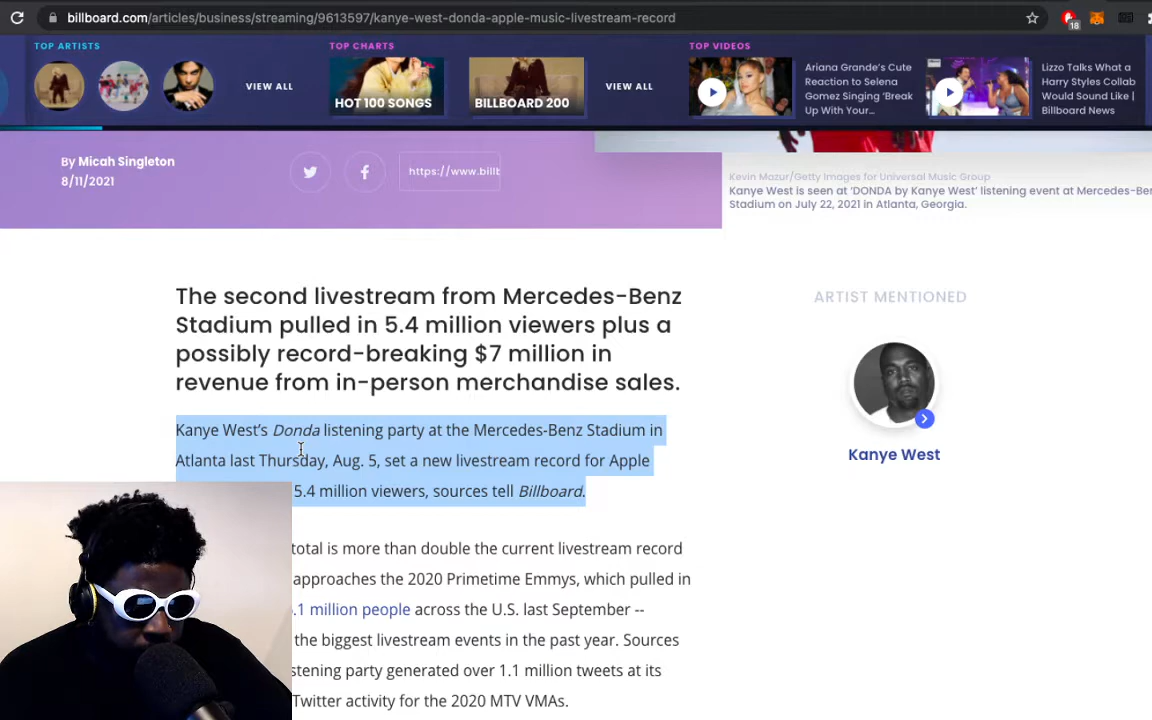 billboard.com/articles/business/streaming/9613597/kanye-west-donda-apple-music-livestream-record
18
TOP ARTISTS
VIEW ALL
TOP CHARTS
HOT 100 SONGS
BILLBOARD 200
VIEW ALL
TOP VIDEOS
Ariana Grande's Cute
Reaction to Selena
Gomez Singing 'Break
Up With Your...
Lizzo Talks What a
Harry Styles Collab
Would Sound Like |
Billboard News
By Micah Singleton
8/11/2021
https://www.billb
Kevin Mazur/Getty Images for Universal Music Group
Kanye West is seen at 'DONDA by Kanye West' listening event at Mercedes-Ber
Stadium on July 22, 2021 in Atlanta, Georgia.
The second livestream from Mercedes-Benz
Stadium pulled in 5.4 million viewers plus a
possibly record-breaking $7 million in
revenue from in-person merchandise sales.
Kanye West's Donda listening party at the Mercedes-Benz Stadium in
Atlanta last Thursday, Aug. 5, set a new livestream record for Apple
5.4 million viewers, sources tell Billboard.
total is more than double the current livestream record
approaches the 2020 Primetime Emmys, which pulled in
.1 million people across the U.S. last September --
the biggest livestream events in the past year. Sources
stening party generated over 1.1 million tweets at its
Twitter activity for the 2020 MTV VMAs.
ARTIST MENTIONED
Kanye West